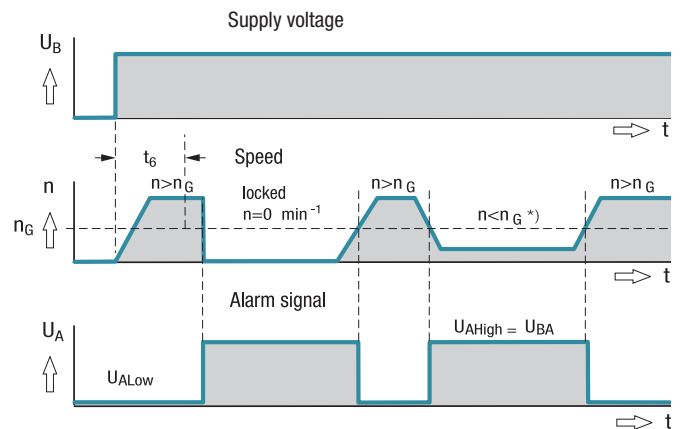 Supply voltage
U_B
t
t_6
Speed
n
n>n_G
locked
n=0 min⁻¹
n>n_G
n<n_G *)
n>n_G
n_G
t
Alarm signal
U_A
U_AHigh = U_BA
U_ALow
t